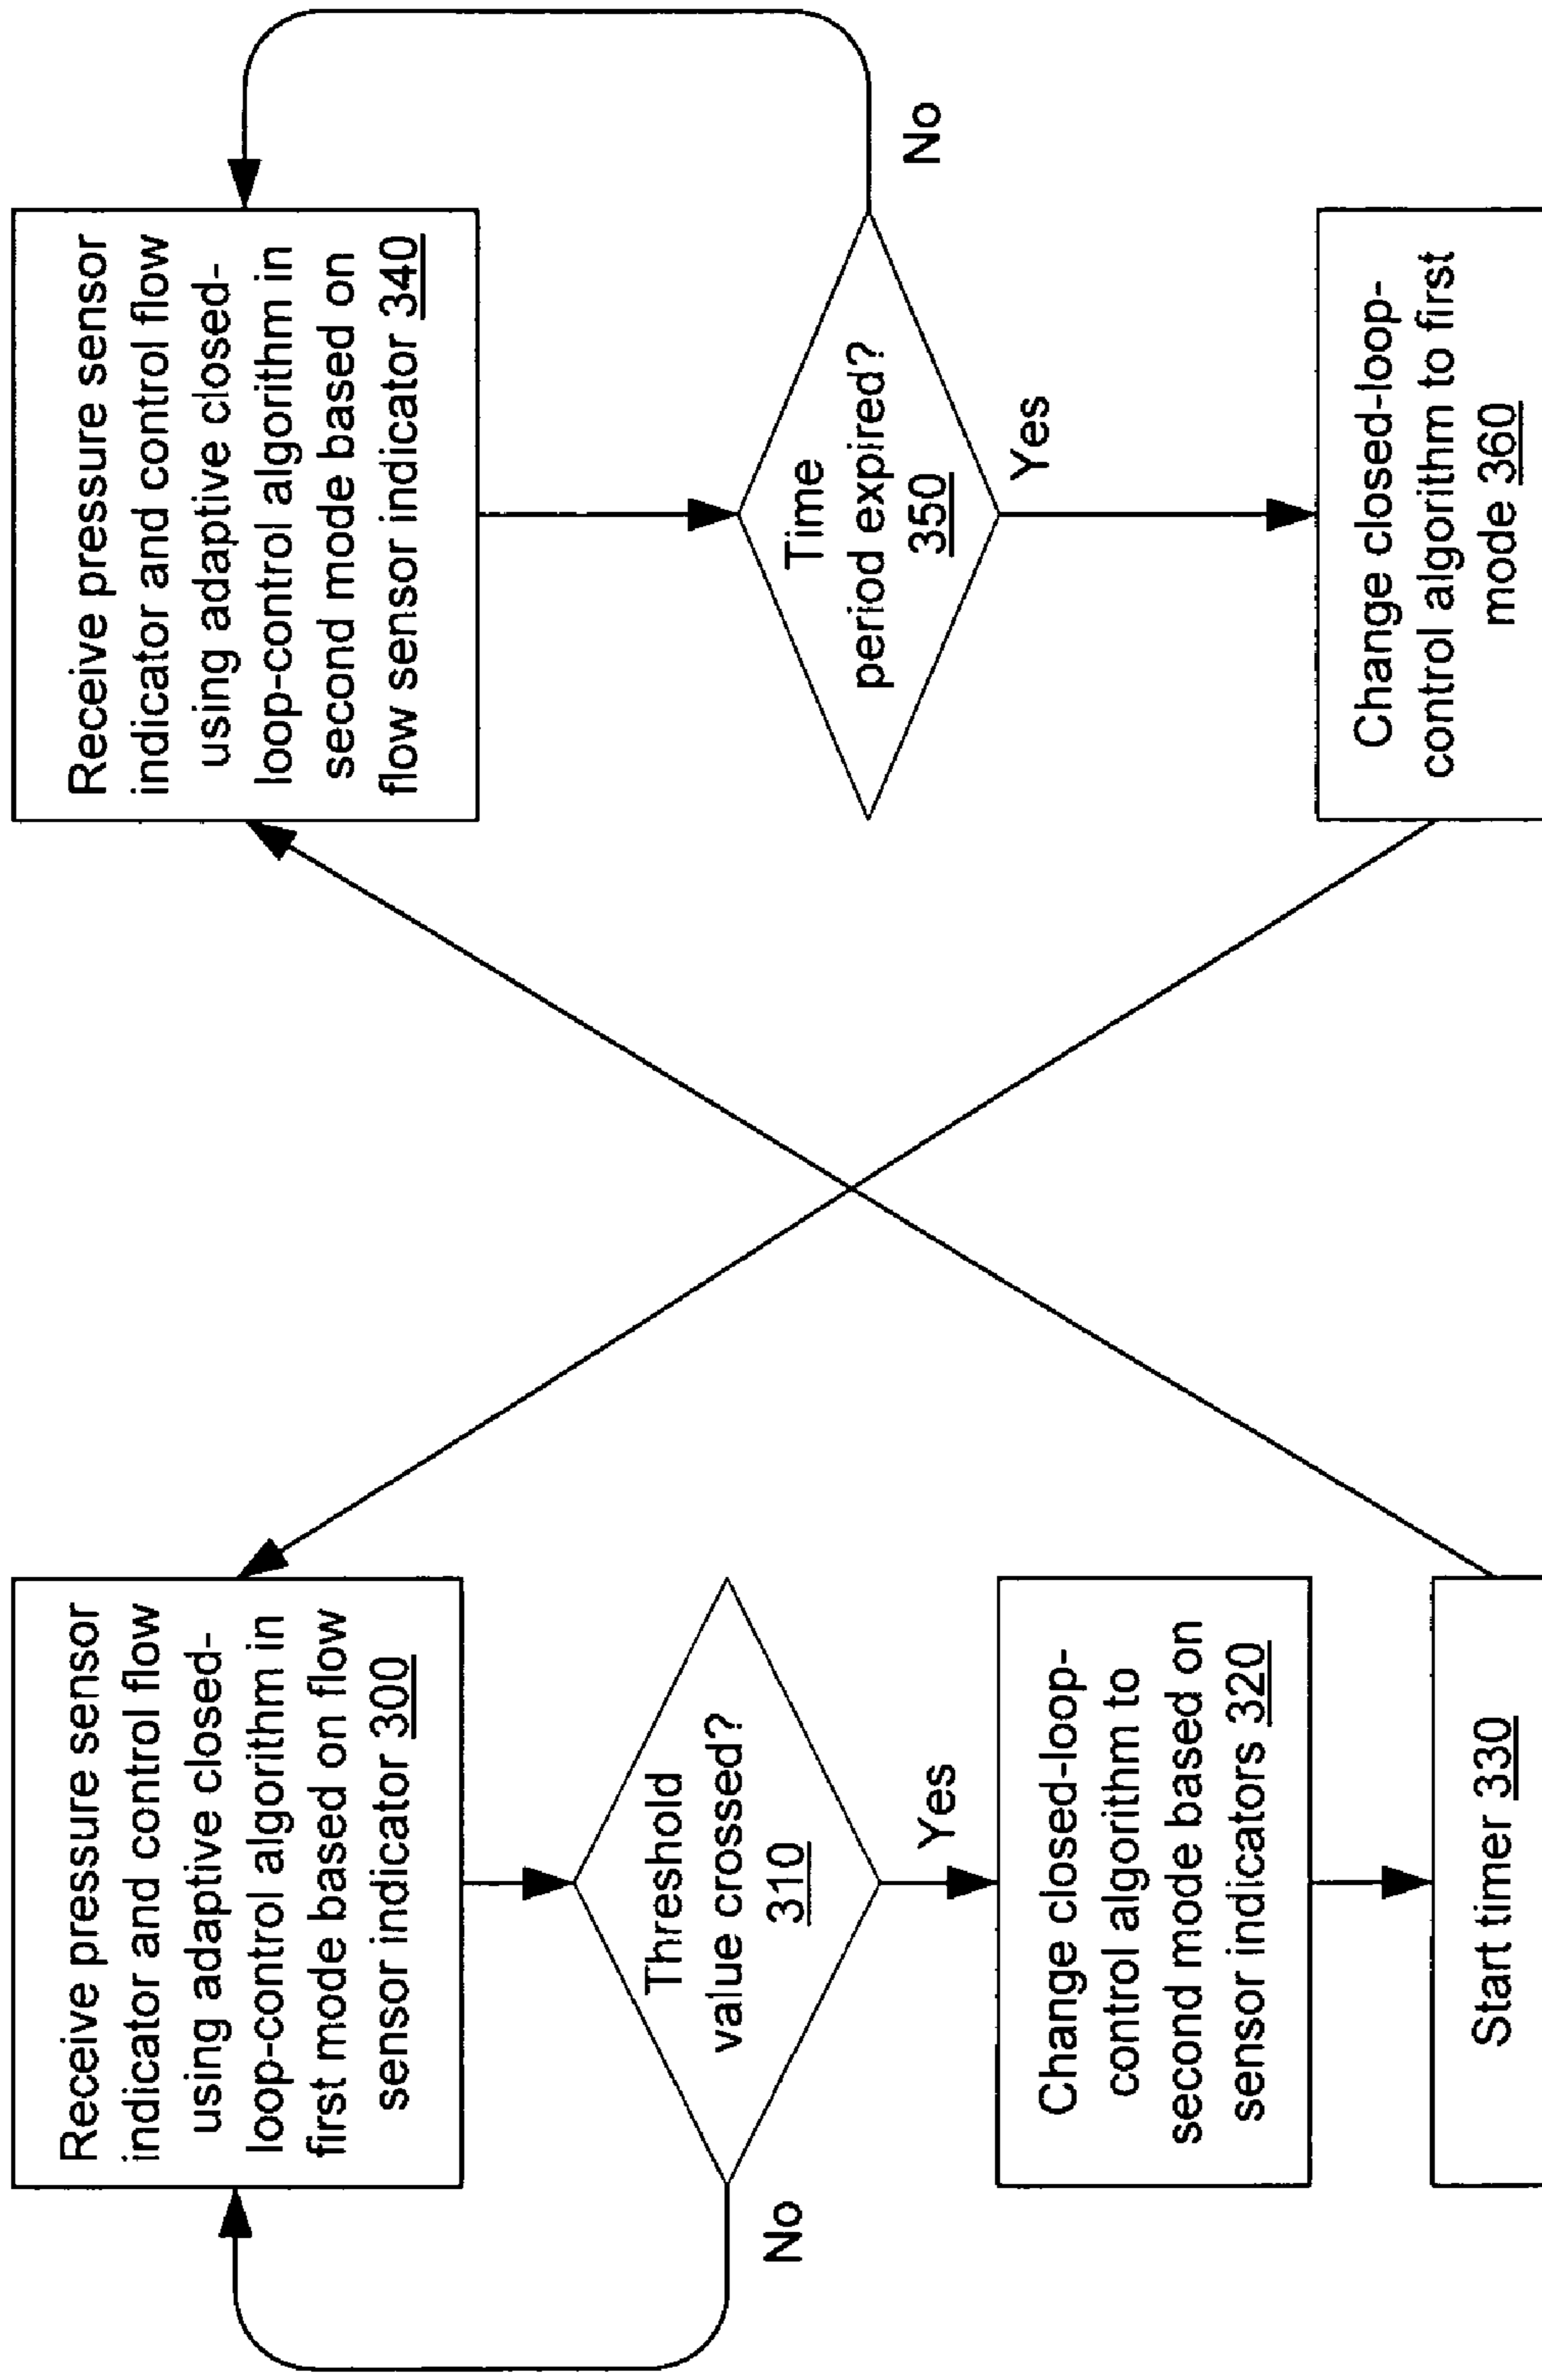 Receive pressure sensor
indicator and control flow
using adaptive closed-
loop-control algorithm in
first mode based on flow
sensor indicator 300
Threshold
value crossed?
310
No
Yes
Change closed-loop-
control algorithm to
second mode based on
sensor indicators 320
Start timer 330
Receive pressure sensor
indicator and control flow
using adaptive closed-
loop-control algorithm in
second mode based on
flow sensor indicator 340
Time
period expired?
350
No
Yes
Change closed-loop-
control algorithm to first
mode 360